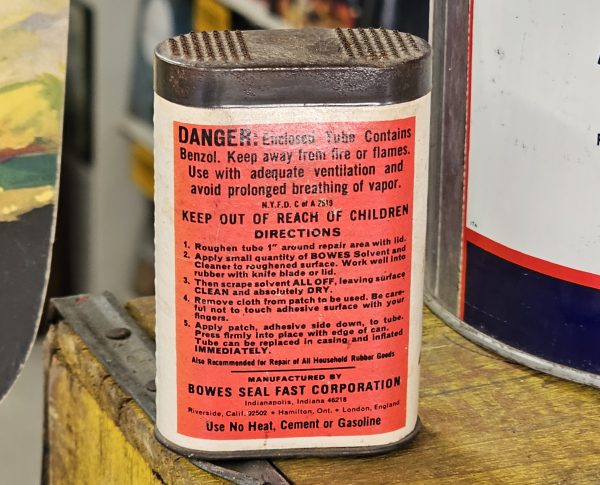 DANGER: Enclosed Tube Contains
Benzol. Keep away from fire or flames.
Use with adequate ventilation and
avoid prolonged breathing of vapor.
N.Y.F.D. C of A 2519
KEEP OUT OF REACH OF CHILDREN
DIRECTIONS
1. Roughen tube 1" around repair area with lid.
2. Apply small quantity of BOWES Solvent and
Cleaner to roughened surface. Work well into
rubber with knife blade or lid.
3. Then scrape solvent ALL OFF, leaving surface
CLEAN and absolutely DRY.
4. Remove cloth from patch to be used. Be care-
ful not to touch adhesive surface with your
fingers.
5. Apply patch, adhesive side down, to tube.
Press firmly into place with edge of can.
Tube can be replaced in casing and inflated
IMMEDIATELY.
Also Recommended for Repair of All Household Rubber Goods
MANUFACTURED BY
BOWES SEAL FAST CORPORATION
Indianapolis, Indiana 46218
Riverside, Calif. 92502 • Hamilton, Ont. • London, England
Use No Heat, Cement or Gasoline